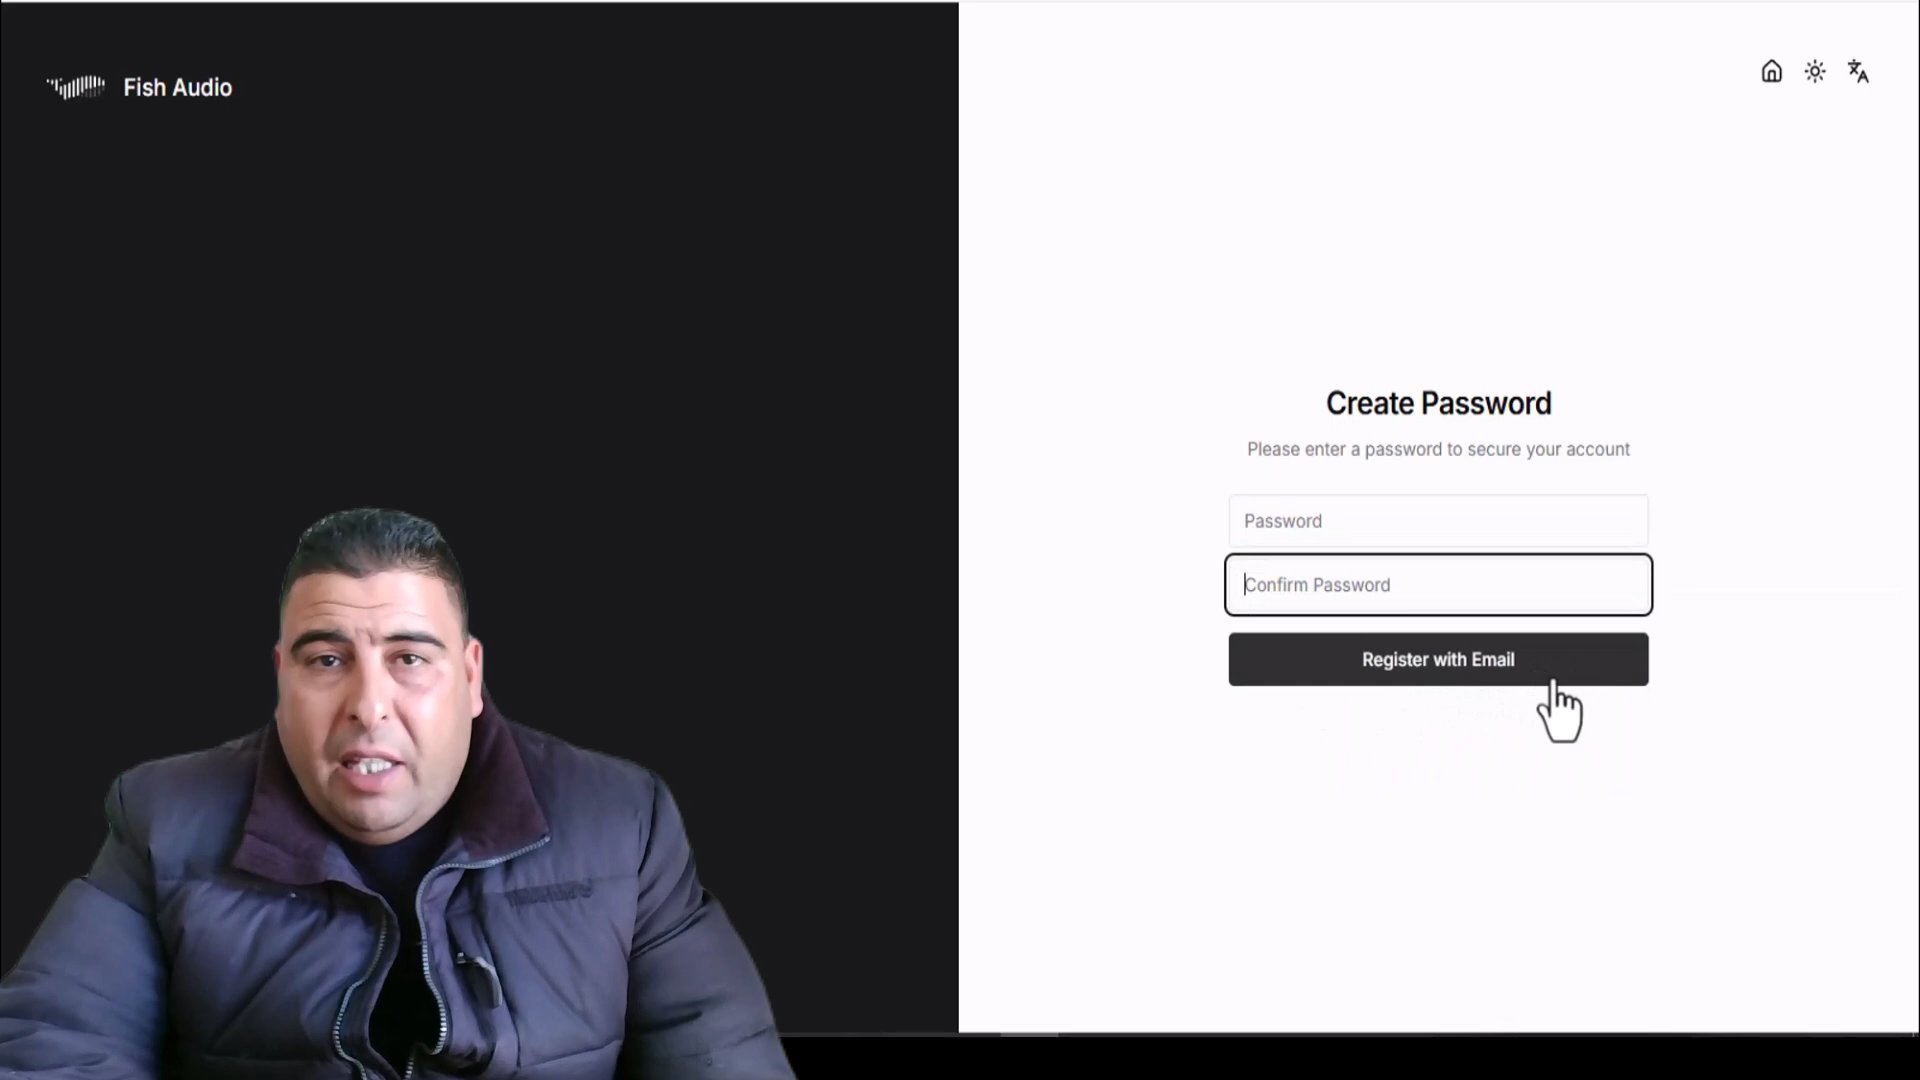 Fish Audio
Create Password
Please enter a password to secure your account
Password
Confirm Password
Register with Email